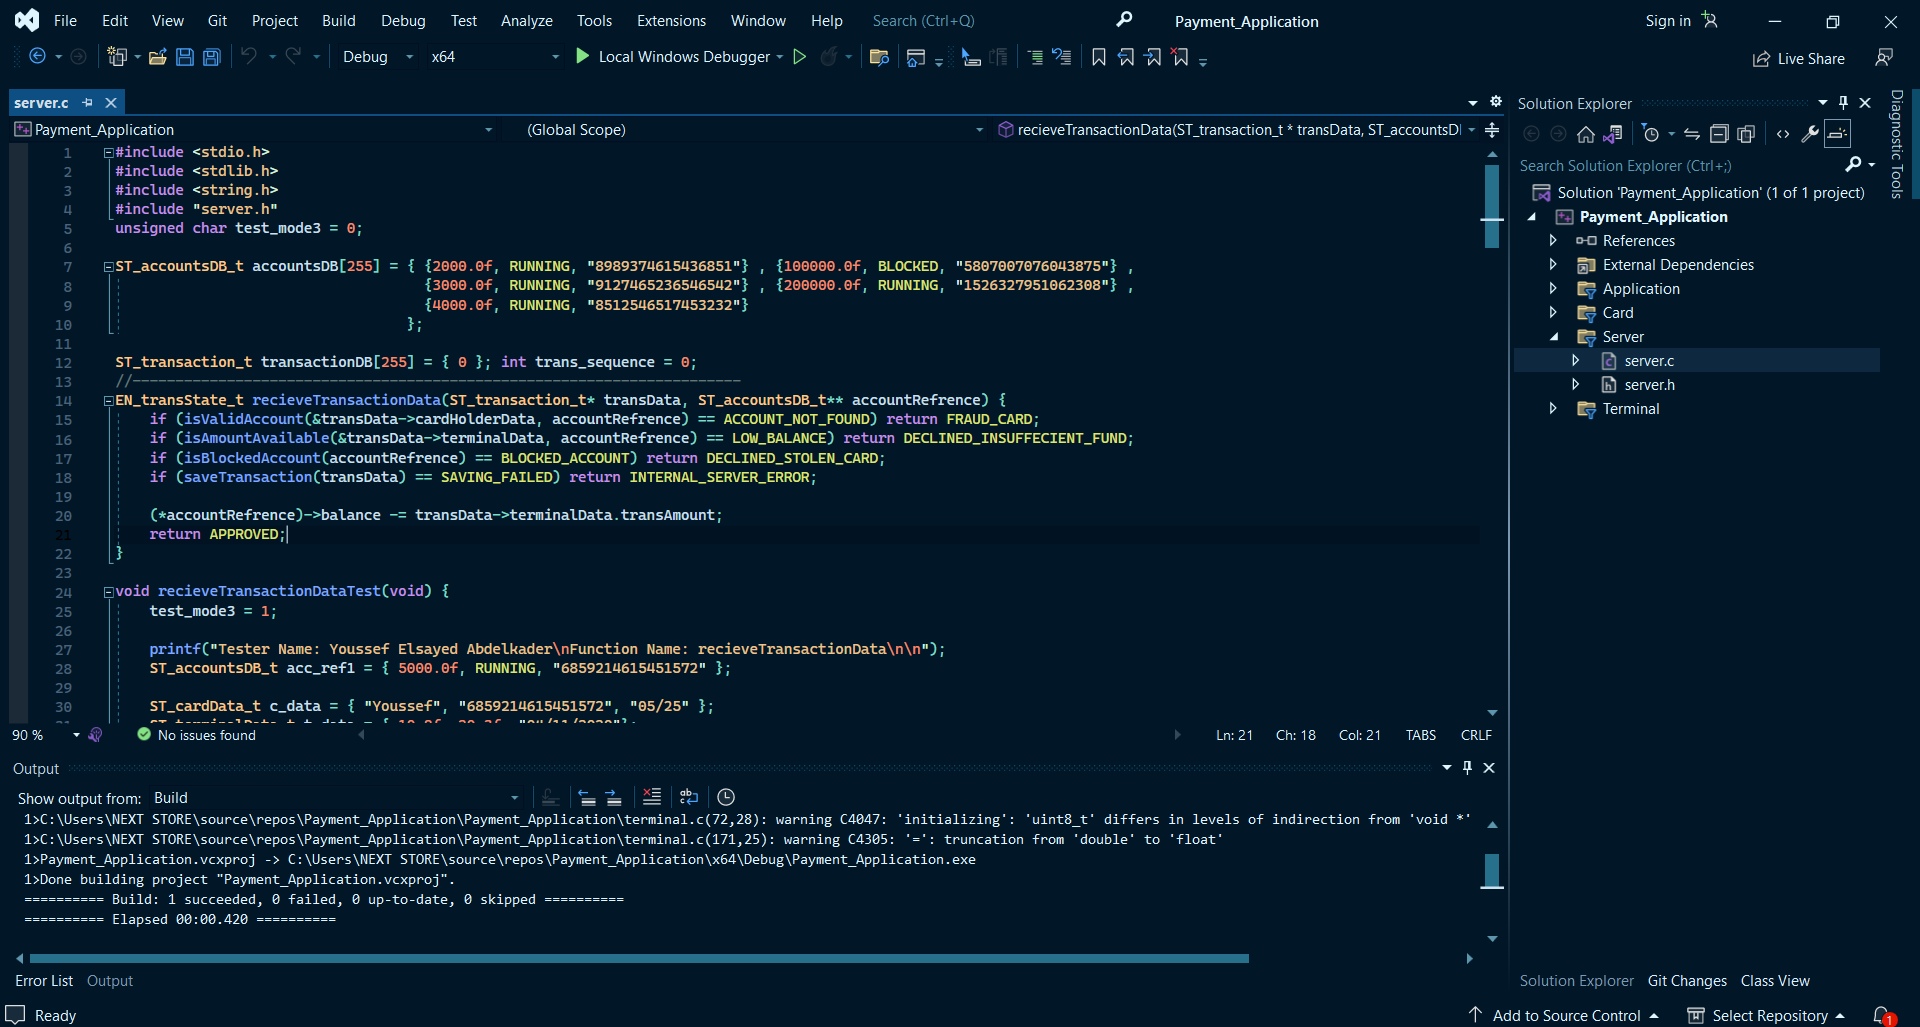 File Edit View Git Project Build Debug Test Analyze Tools Extensions Window Help Search (Ctrl+Q) Payment_Application Sign in
Debug x64 Local Windows Debugger Live Share
server.c
Payment_Application (Global Scope) recieveTransactionData(ST_transaction_t * transData, ST_accountsD
1 #include <stdio.h>
2 #include <stdlib.h>
3 #include <string.h>
4 #include "server.h"
5 unsigned char test_mode3 = 0;
6
7 ST_accountsDB_t accountsDB[255] = { {2000.0f, RUNNING, "8989374615436851"} , {100000.0f, BLOCKED, "5807007076043875"} ,
8 {3000.0f, RUNNING, "9127465236546542"} , {200000.0f, RUNNING, "1526327951062308"} ,
9 {4000.0f, RUNNING, "8512546517453232"}
10 };
11
12 ST_transaction_t transactionDB[255] = { 0 }; int trans_sequence = 0;
13 //-----------------------------------------------------------------------
14 EN_transState_t recieveTransactionData(ST_transaction_t* transData, ST_accountsDB_t** accountRefrence) {
15 if (isValidAccount(&transData->cardHolderData, accountRefrence) == ACCOUNT_NOT_FOUND) return FRAUD_CARD;
16 if (isAmountAvailable(&transData->terminalData, accountRefrence) == LOW_BALANCE) return DECLINED_INSUFFECIENT_FUND;
17 if (isBlockedAccount(accountRefrence) == BLOCKED_ACCOUNT) return DECLINED_STOLEN_CARD;
18 if (saveTransaction(transData) == SAVING_FAILED) return INTERNAL_SERVER_ERROR;
19
20 (*accountRefrence)->balance -= transData->terminalData.transAmount;
21 return APPROVED;
22 }
23
24 void recieveTransactionDataTest(void) {
25 test_mode3 = 1;
26
27 printf("Tester Name: Youssef Elsayed Abdelkader\nFunction Name: recieveTransactionData\n\n");
28 ST_accountsDB_t acc_ref1 = { 5000.0f, RUNNING, "6859214615451572" };
29
30 ST_cardData_t c_data = { "Youssef", "6859214615451572", "05/25" };
90 % No issues found Ln: 21 Ch: 18 Col: 21 TABS CRLF
Output
Show output from: Build
1>C:\Users\NEXT STORE\source\repos\Payment_Application\Payment_Application\terminal.c(72,28): warning C4047: 'initializing': 'uint8_t' differs in levels of indirection from 'void *'
1>C:\Users\NEXT STORE\source\repos\Payment_Application\Payment_Application\terminal.c(171,25): warning C4305: '=': truncation from 'double' to 'float'
1>Payment_Application.vcxproj -> C:\Users\NEXT STORE\source\repos\Payment_Application\x64\Debug\Payment_Application.exe
1>Done building project "Payment_Application.vcxproj".
========== Build: 1 succeeded, 0 failed, 0 up-to-date, 0 skipped ==========
========== Elapsed 00:00.420 ==========
Error List Output
Solution Explorer
Search Solution Explorer (Ctrl+;)
Solution 'Payment_Application' (1 of 1 project)
Payment_Application
References
External Dependencies
Application
Card
Server
server.c
server.h
Terminal
Solution Explorer Git Changes Class View
Diagnostic Tools
Ready Add to Source Control Select Repository 1